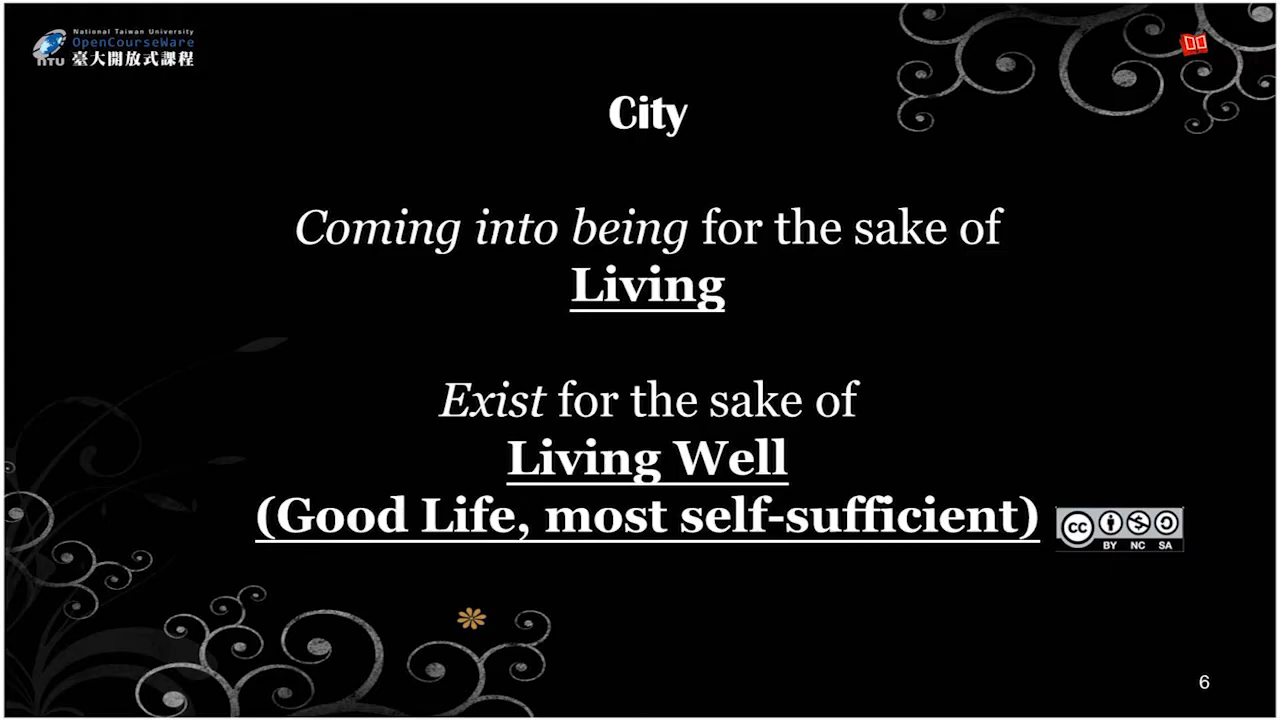 National Taiwan University
OpenCourseWare
NTU 臺大開放式課程
City
Coming into being for the sake of
Living
Exist for the sake of
Living Well
(Good Life, most self-sufficient)
cc
BY NC SA
6